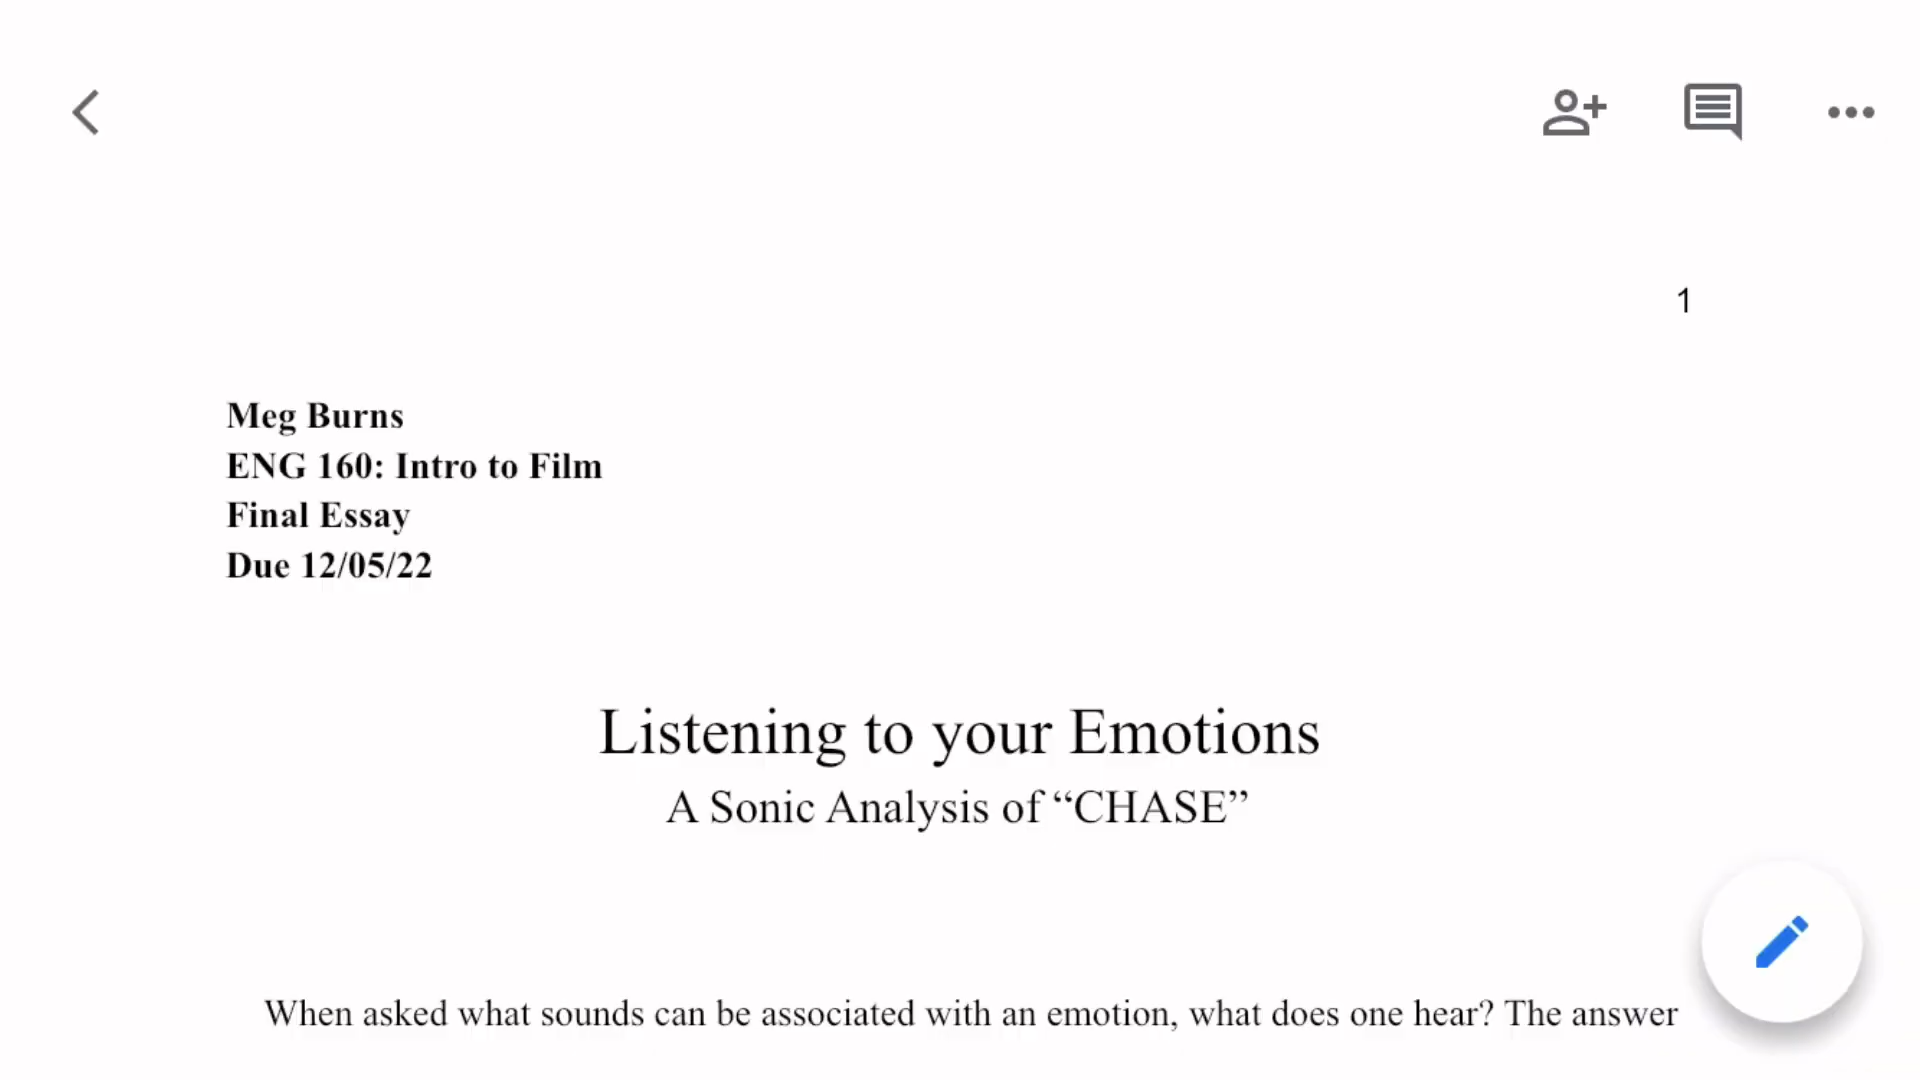 1
Meg Burns
ENG 160: Intro to Film
Final Essay
Due 12/05/22
Listening to your Emotions
A Sonic Analysis of “CHASE”
When asked what sounds can be associated with an emotion, what does one hear? The answer